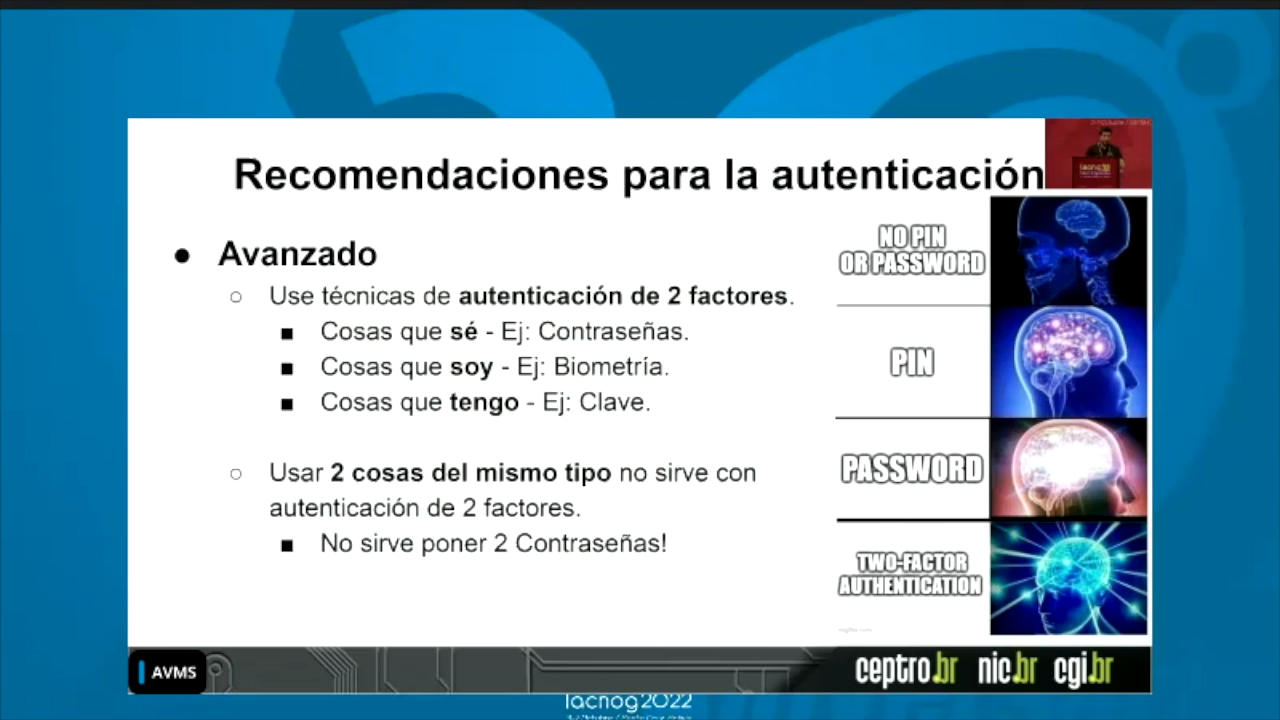 Recomendaciones para la autenticación
● Avanzado
○ Use técnicas de autenticación de 2 factores.
■ Cosas que sé - Ej: Contraseñas.
■ Cosas que soy - Ej: Biometría.
■ Cosas que tengo - Ej: Clave.
○ Usar 2 cosas del mismo tipo no sirve con
autenticación de 2 factores.
■ No sirve poner 2 Contraseñas!
NO PIN
OR PASSWORD
PIN
PASSWORD
TWO-FACTOR
AUTHENTICATION
AVMS
ceptro.br nic.br cgi.br
lacnog2022